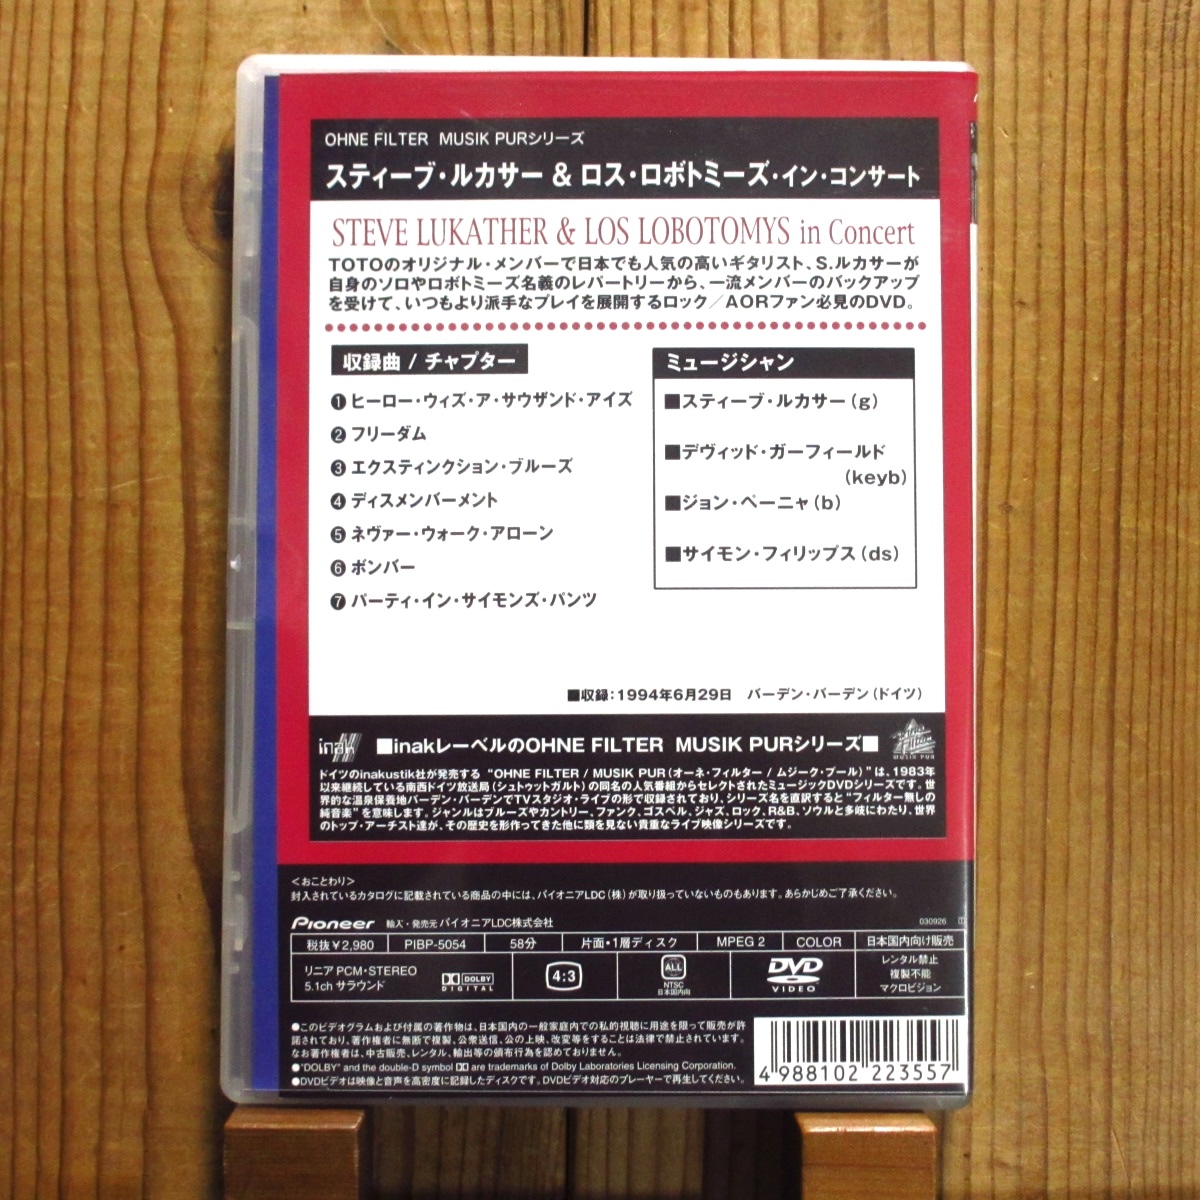 OHNE FILTER MUSIK PURシリーズ
スティーブ・ルカサー & ロス・ロボトミーズ・イン・コンサート
STEVE LUKATHER & LOS LOBOTOMYS in Concert
TOTOのオリジナル・メンバーで日本でも人気の高いギタリスト、S.ルカサーが
自身のソロやロボトミーズ名義のレパートリーから、一流メンバーのバックアップ
を受けて、いつもより派手なプレイを展開するロック／AORファン必見のDVD。
収録曲 / チャプター
❶ ヒーロー・ウィズ・ア・サウザンド・アイズ
❷ フリーダム
❸ エクスティンクション・ブルーズ
❹ ディスメンバーメント
❺ ネヴァー・ウォーク・アローン
❻ ボンバー
❼ パーティ・イン・サイモンズ・パンツ
ミュージシャン
■スティーブ・ルカサー (g)
■デヴィッド・ガーフィールド
(keyb)
■ジョン・ペーニャ (b)
■サイモン・フィリップス (ds)
■収録：1994年6月29日 バーデン・バーデン (ドイツ)
inak
■inakレーベルのOHNE FILTER MUSIK PURシリーズ■
Ohne Filter
MUSIK PUR
ドイツのinakustik社が発売する “OHNE FILTER / MUSIK PUR (オーネ・フィルター / ムジーク・プール)” は、1983年
以来継続している南西ドイツ放送局 (シュトゥットガルト) の同名の人気番組からセレクトされたミュージックDVDシリーズです。世
界的な温泉保養地バーデン・バーデンでTVスタジオ・ライブの形で収録されており、シリーズ名を直訳すると“フィルター無しの
純音楽” を意味します。ジャンルはブルーズやカントリー、ファンク、ゴスペル、ジャズ、ロック、R&B、ソウルと多岐にわたり、世界
のトップ・アーチスト達が、その歴史を形作ってきた他に類を見ない貴重なライブ映像シリーズです。
＜おことわり＞
封入されているカタログに記載されている商品の中には、パイオニアLDC (株) が取り扱っていないものもあります。あらかじめご了承ください。
Pioneer 輸入・発売元 パイオニアLDC株式会社
030926
税抜￥2,980 PIBP-5054 58分 片面・1層ディスク MPEG 2 COLOR 日本国内向け販売
リニア PCM・STEREO
5.1ch サラウンド
DOLBY
DIGITAL
4:3
ALL
NTSC
日本国内向
DVD
VIDEO
レンタル禁止
複製不能
マクロビジョン
●このビデオグラムおよび付属の著作物は、日本国内の一般家庭内での私的視聴に用途を限って販売が許
諾されており、著作権者に無断で複製、公衆送信、公の上映、改変等をすることは法律で禁止されています。
なお著作権者は、中古販売、レンタル、輸出等の頒布行為を認めておりません。
●“DOLBY” and the double-D symbol are trademarks of Dolby Laboratories Licensing Corporation.
●DVDビデオは映像と音声を高密度に記録したディスクです。DVDビデオ対応のプレーヤーで再生してください。
4 988102 223557